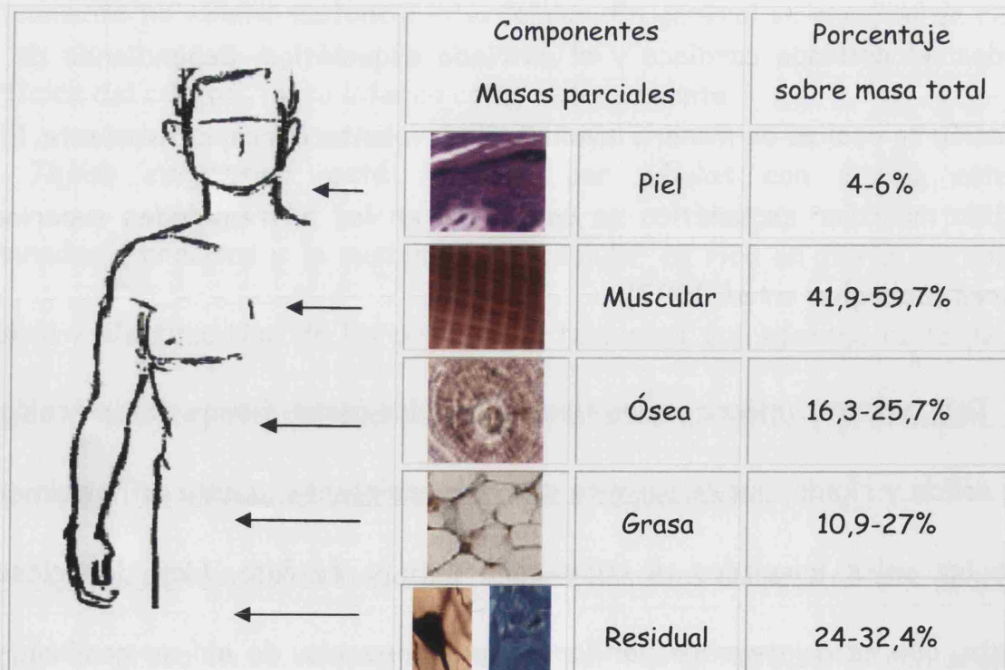 Componentes
Masas parciales
Porcentaje
sobre masa total
Piel
4-6%
Muscular
41,9-59,7%
Ósea
16,3-25,7%
Grasa
10,9-27%
Residual
24-32,4%